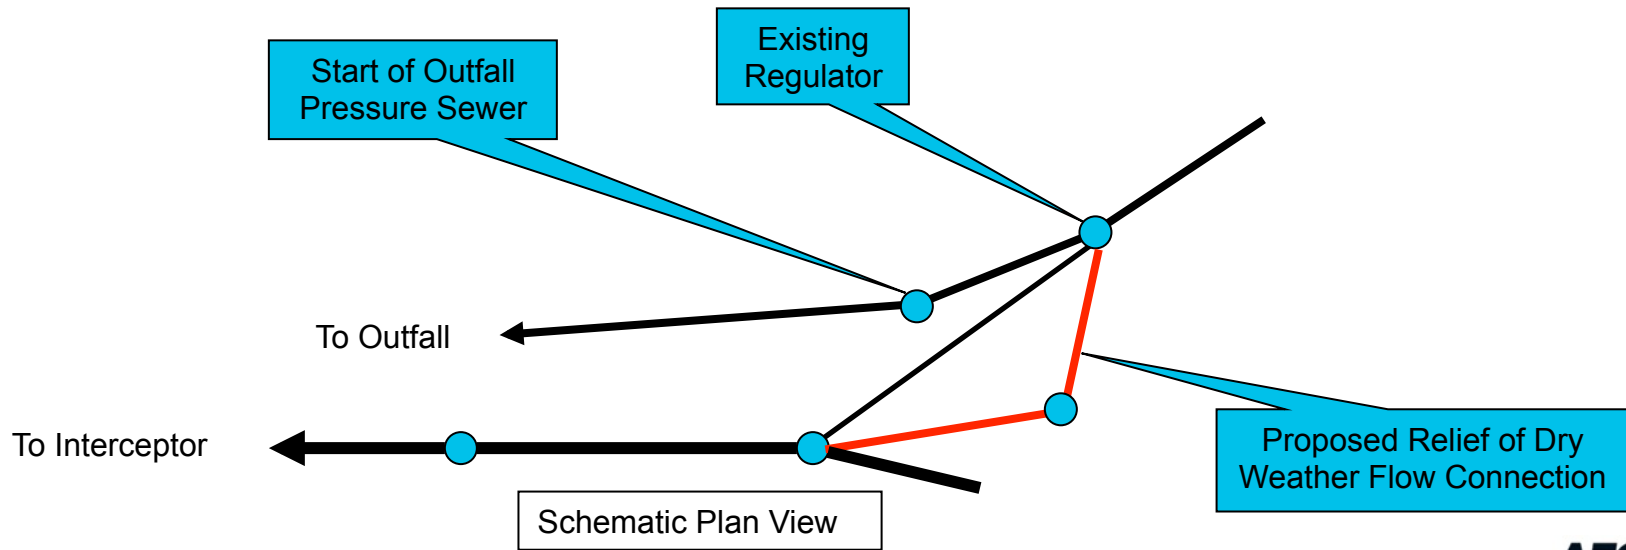 Existing
Regulator
Start of Outfall
Pressure Sewer
To Outfall
To Interceptor
Proposed Relief of Dry
Weather Flow Connection
Schematic Plan View